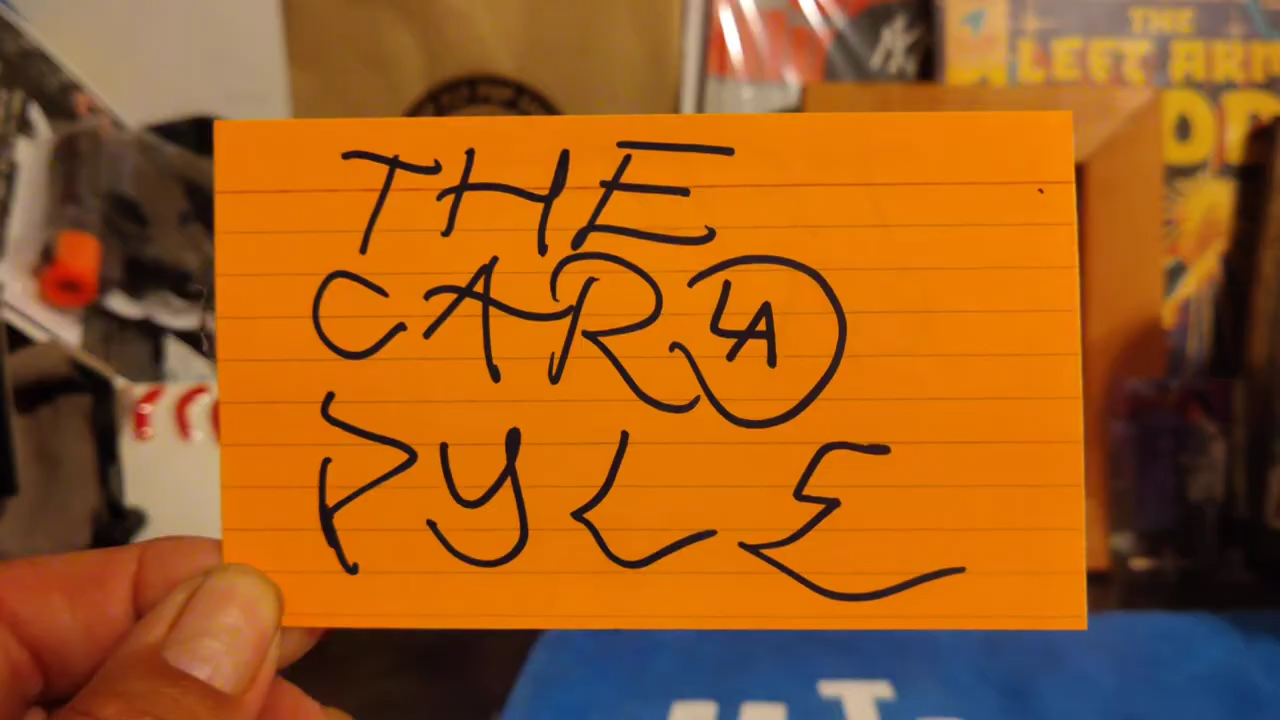 THE
LEFT ARM
THE
CARD
LA
PYLE